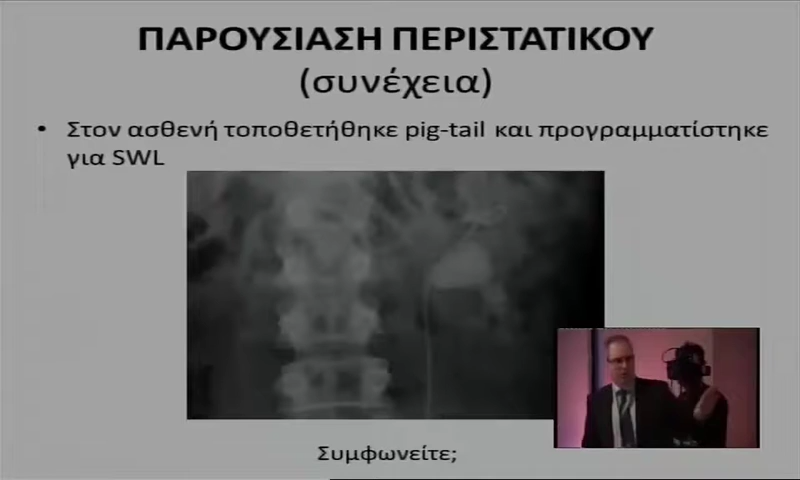 ΠΑΡΟΥΣΙΑΣΗ ΠΕΡΙΣΤΑΤΙΚΟΥ
(συνέχεια)
• Στον ασθενή τοποθετήθηκε pig-tail και προγραμματίστηκε
για SWL
Συμφωνείτε;